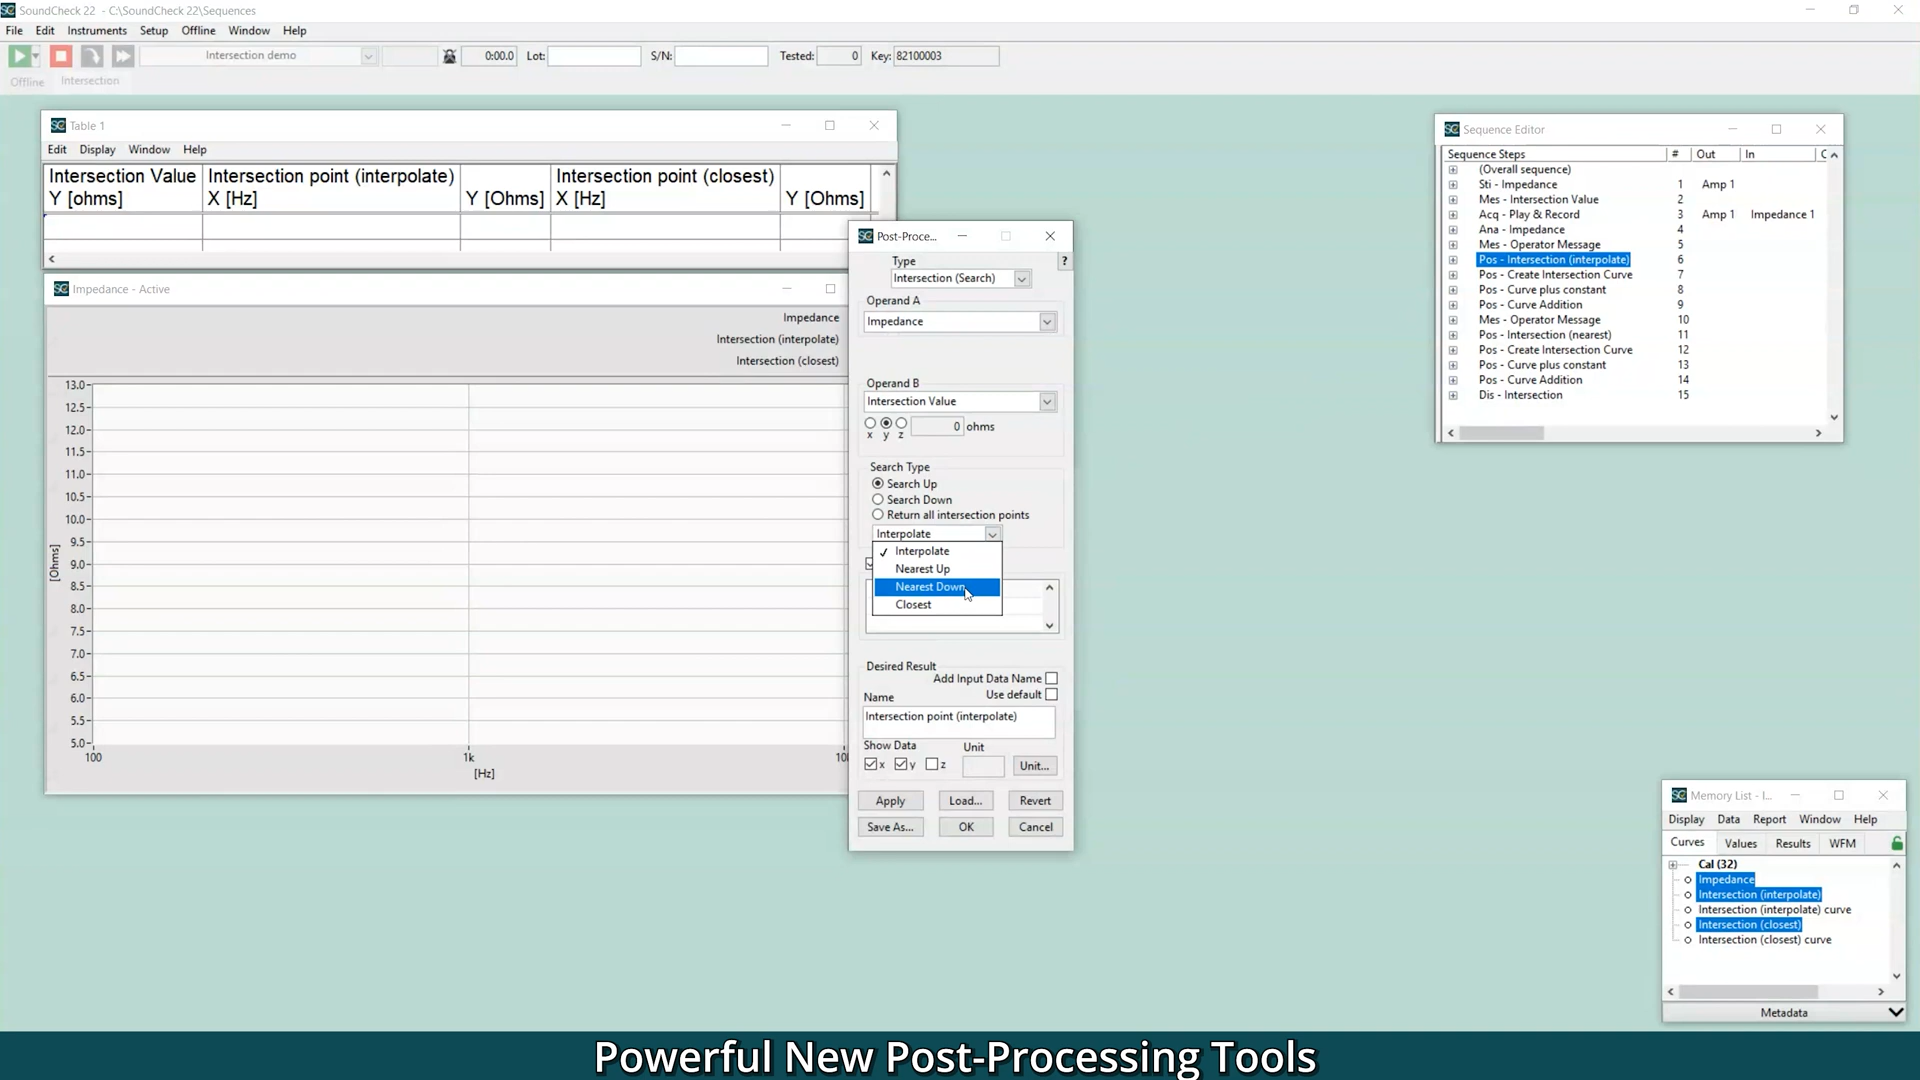 SoundCheck 22 - C:\SoundCheck 22\Sequences
File Edit Instruments Setup Offline Window Help
Intersection demo 0:00.0 Lot: S/N: Tested: 0 Key: 82100003
Offline Intersection
Table 1
Edit Display Window Help
Intersection Value Intersection point (interpolate) Intersection point (closest)
Y [ohms] X [Hz] Y [Ohms] X [Hz] Y [Ohms]
Impedance - Active
Impedance
Intersection (interpolate)
Intersection (closest)
13.0
12.5
12.0
11.5
11.0
10.5
10.0
9.5
9.0
8.5
8.0
7.5
7.0
6.5
6.0
5.5
5.0
[Ohms]
100 1k 10
[Hz]
Post-Proce...
?
Type
Intersection (Search)
Operand A
Impedance
Operand B
Intersection Value
0 ohms
x y z
Search Type
Search Up
Search Down
Return all intersection points
Interpolate
Interpolate
Nearest Up
Nearest Down
Closest
Desired Result
Add Input Data Name
Name Use default
Intersection point (interpolate)
Show Data Unit
x y z Unit...
Apply Load... Revert
Save As... OK Cancel
Sequence Editor
Sequence Steps # Out In C
(Overall sequence)
Sti - Impedance 1 Amp 1
Mes - Intersection Value 2
Acq - Play & Record 3 Amp 1 Impedance 1
Ana - Impedance 4
Mes - Operator Message 5
Pos - Intersection (interpolate) 6
Pos - Create Intersection Curve 7
Pos - Curve plus constant 8
Pos - Curve Addition 9
Mes - Operator Message 10
Pos - Intersection (nearest) 11
Pos - Create Intersection Curve 12
Pos - Curve plus constant 13
Pos - Curve Addition 14
Dis - Intersection 15
Memory List - I...
Display Data Report Window Help
Curves Values Results WFM
Cal (32)
Impedance
Intersection (interpolate)
Intersection (interpolate) curve
Intersection (closest)
Intersection (closest) curve
Metadata
Powerful New Post-Processing Tools